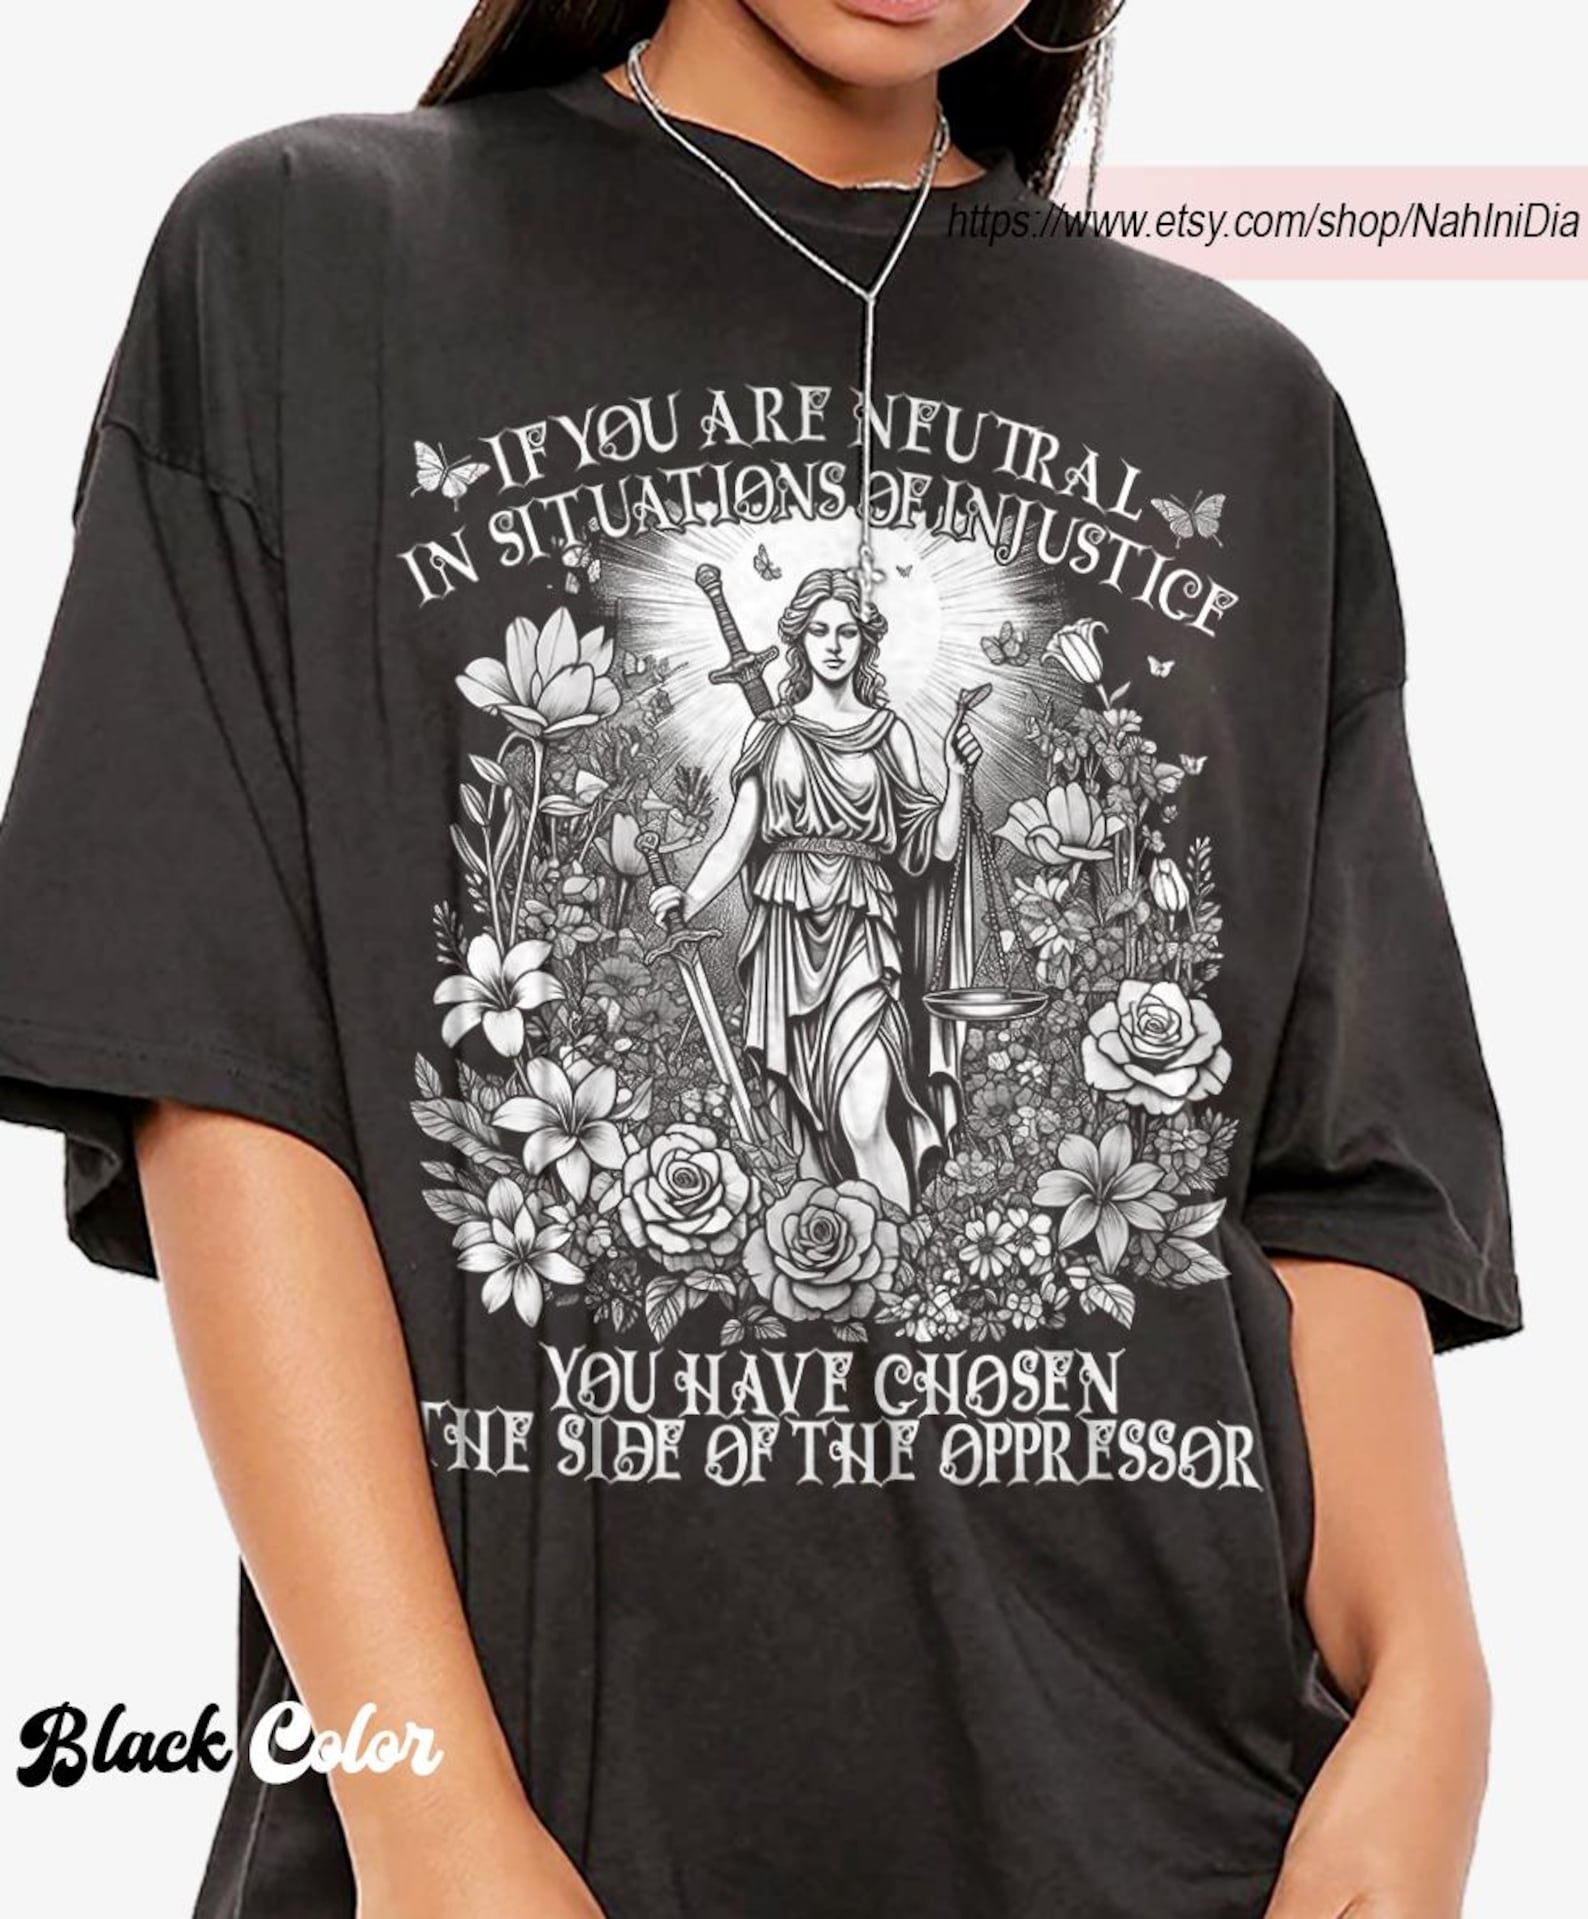 https://www.etsy.com/shop/NahIniDia
IF YOU ARE NEUTRAL
IN SITUATIONS OF INJUSTICE
YOU HAVE CHOSEN
THE SIDE OF THE OPPRESSOR
Black Color